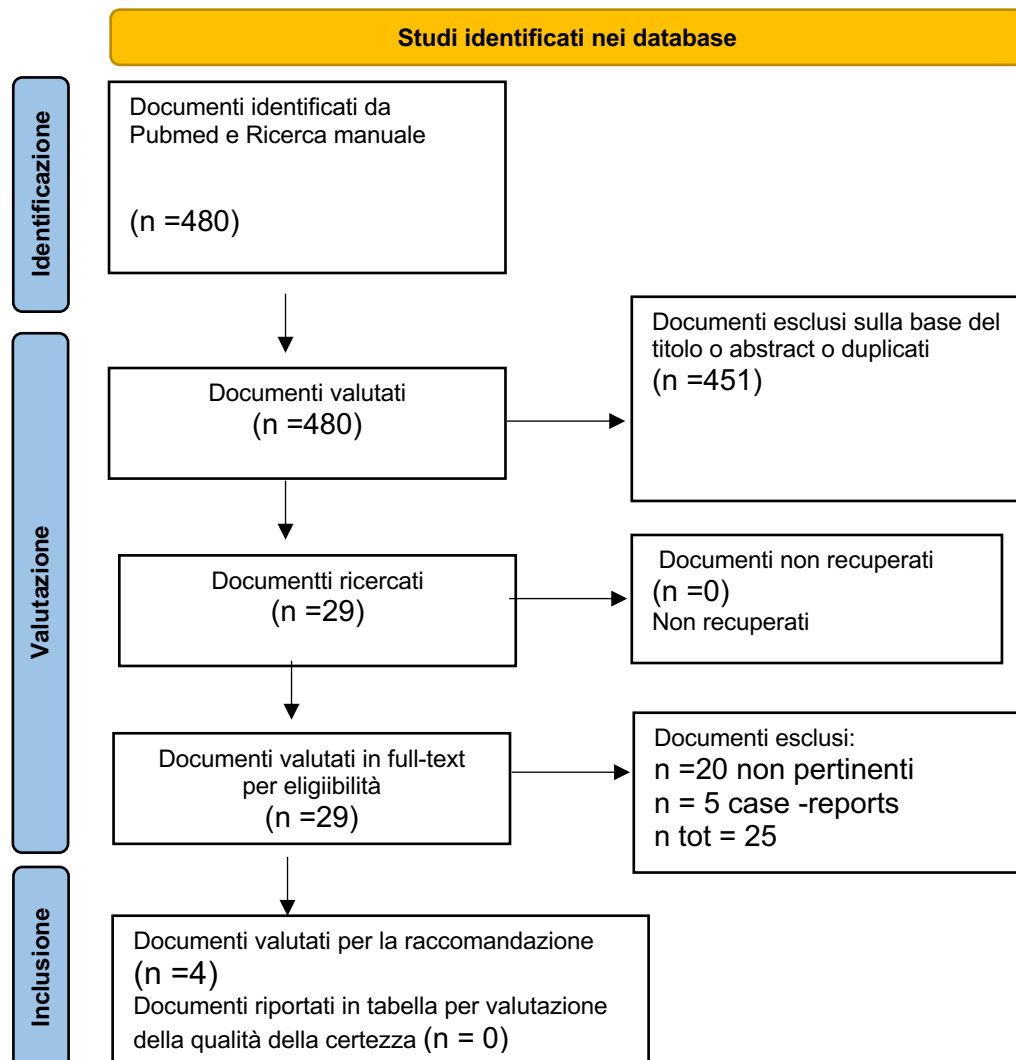 Studi identificati nei database
Identificazione
Documenti identificati da
Pubmed e Ricerca manuale
(n =480)
Documenti esclusi sulla base del
titolo o abstract o duplicati
(n =451)
Valutazione
Documenti valutati
(n =480)
Documentti ricercati
(n =29)
Documenti non recuperati
(n =0)
Non recuperati
Documenti valutati in full-text
per eligiibilità
(n =29)
Documenti esclusi:
n =20 non pertinenti
n = 5 case -reports
n tot = 25
Inclusione
Documenti valutati per la raccomandazione
(n =4)
Documenti riportati in tabella per valutazione
della qualità della certezza (n = 0)